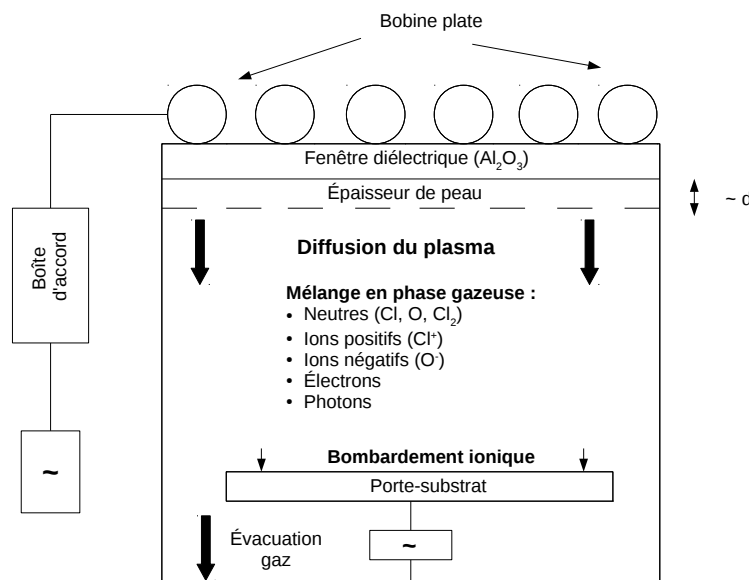 Bobine plate
Fenêtre diélectrique (Al₂O₃)
Épaisseur de peau
~ d
Diffusion du plasma
Boîte
d'accord
Mélange en phase gazeuse :
• Neutres (Cl, O, Cl₂)
• Ions positifs (Cl⁺)
• Ions négatifs (O⁻)
• Électrons
• Photons
~
Bombardement ionique
Porte-substrat
Évacuation
gaz
~